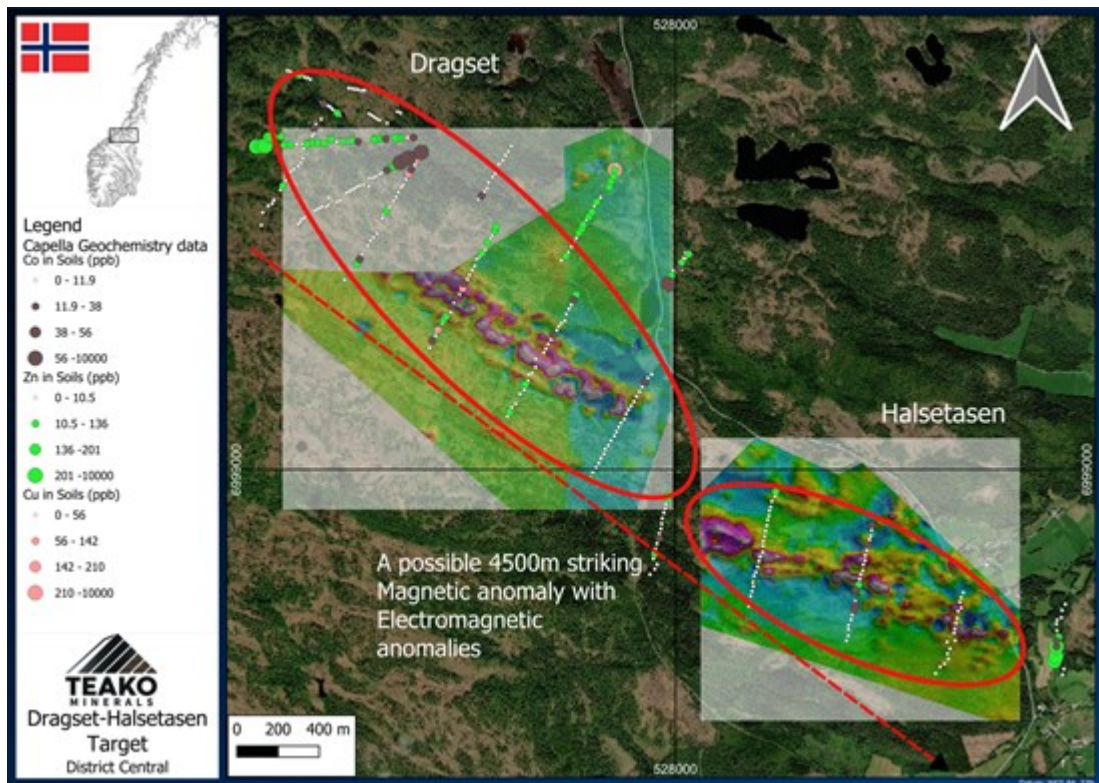 Legend
Capella Geochemistry data
Co in Soils (ppb)
0 - 11.9
11.9 - 38
38 - 56
56 -10000
Zn in Soils (ppb)
0 - 10.5
10.5 - 136
136 -201
201 -10000
Cu in Soils (ppb)
0 - 56
56 - 142
142 - 210
210 -10000
TEAKO
MINERALS
Dragset-Halsetasen
Target
District Central
528000
Dragset
Halsetasen
6999000
6999000
A possible 4500m striking
Magnetic anomaly with
Electromagnetic
anomalies
0 200 400 m
528000